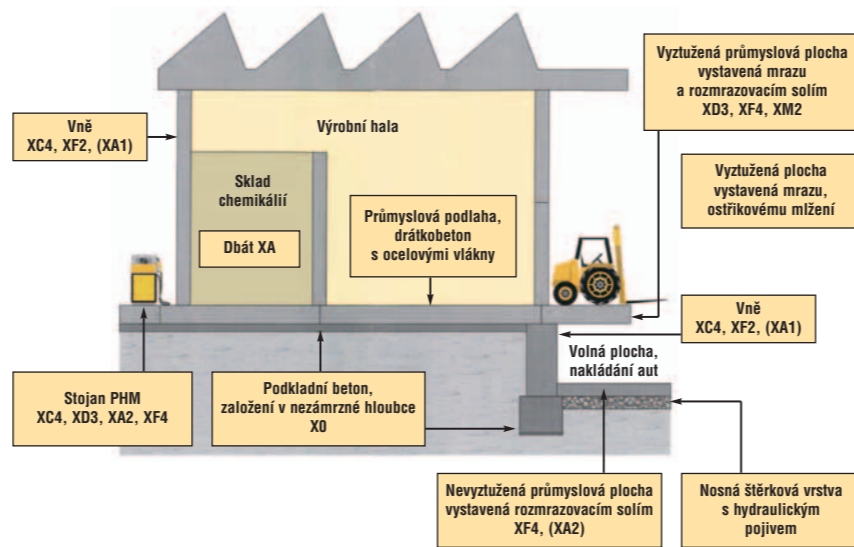 Vyztužená průmyslová plocha
vystavená mrazu
a rozmrazovacím solím
XD3, XF4, XM2
Vně
XC4, XF2, (XA1)
Výrobní hala
Sklad
chemikálií
Dbát XA
Vyztužená plocha
vystavená mrazu,
ostřikovému mlžení
Průmyslová podlaha,
drátkobeton
s ocelovými vlákny
Vně
XC4, XF2, (XA1)
Volná plocha,
nakládání aut
Stojan PHM
XC4, XD3, XA2, XF4
Podkladní beton,
založení v nezámrzné hloubce
X0
Nevyztužená průmyslová plocha
vystavená rozmrazovacím solím
XF4, (XA2)
Nosná štěrková vrstva
s hydraulickým
pojivem